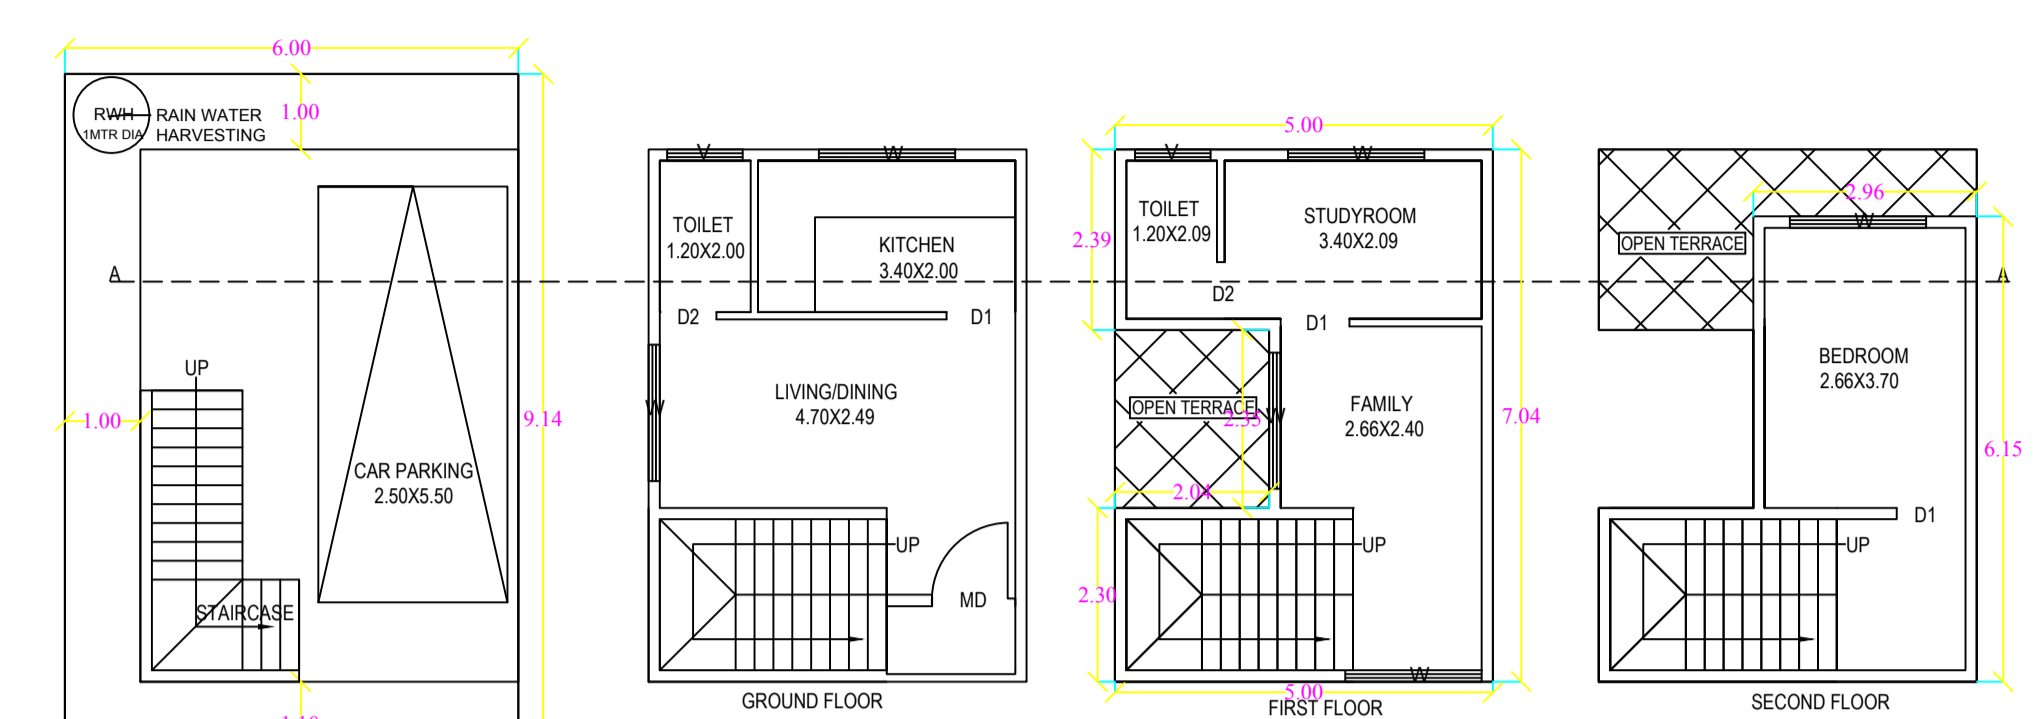 6.00
RWH
1MTR DIA
RAIN WATER
HARVESTING
1.00
A
UP
1.00
STAIRCASE
CAR PARKING
2.50X5.50
9.14
1.10
V
W
TOILET
1.20X2.00
KITCHEN
3.40X2.00
D2
D1
LIVING/DINING
4.70X2.49
W
UP
MD
GROUND FLOOR
5.00
V
W
2.39
TOILET
1.20X2.09
STUDYROOM
3.40X2.09
D2
D1
OPEN TERRACE
2.35
W
FAMILY
2.66X2.40
7.04
2.04
2.30
UP
W
5.00
FIRST FLOOR
2.96
W
OPEN TERRACE
A
BEDROOM
2.66X3.70
6.15
D1
UP
SECOND FLOOR